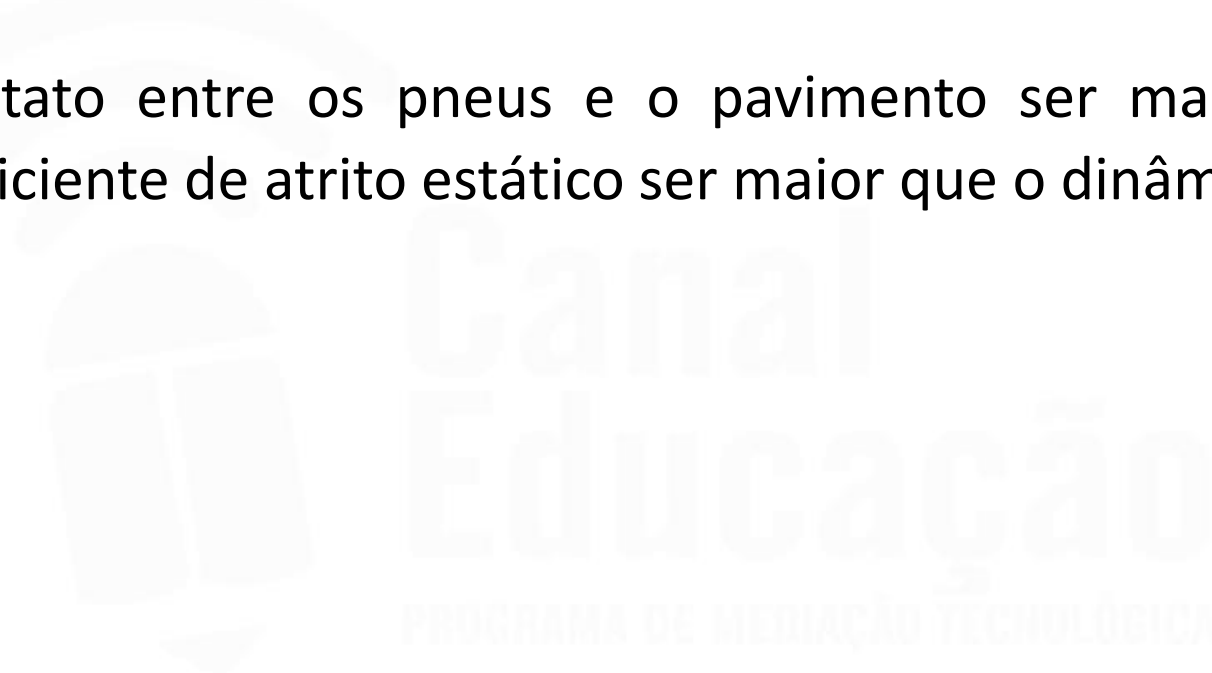 tato entre os pneus e o pavimento ser ma
iciente de atrito estático ser maior que o dinâm
Canal
Educação
PROGRAMA DE MEDIAÇÃO TECNOLÓGICA